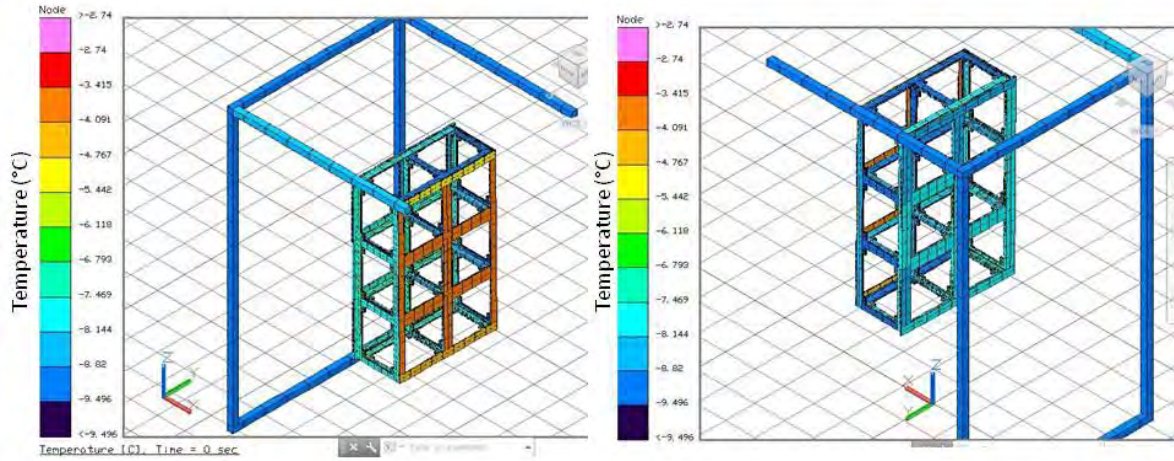 Node
>-2.74
-2.74
-3.415
-4.091
-4.767
-5.442
-6.118
-6.793
-7.469
-8.144
-8.82
-9.496
<-9.496
Temperature (°C)
Z
Y
X
Temperature [C], Time = 0 sec
Node
>-2.74
-2.74
-3.415
-4.091
-4.767
-5.442
-6.118
-6.793
-7.469
-8.144
-8.82
-9.496
<-9.496
Temperature (°C)
X
Z
Y